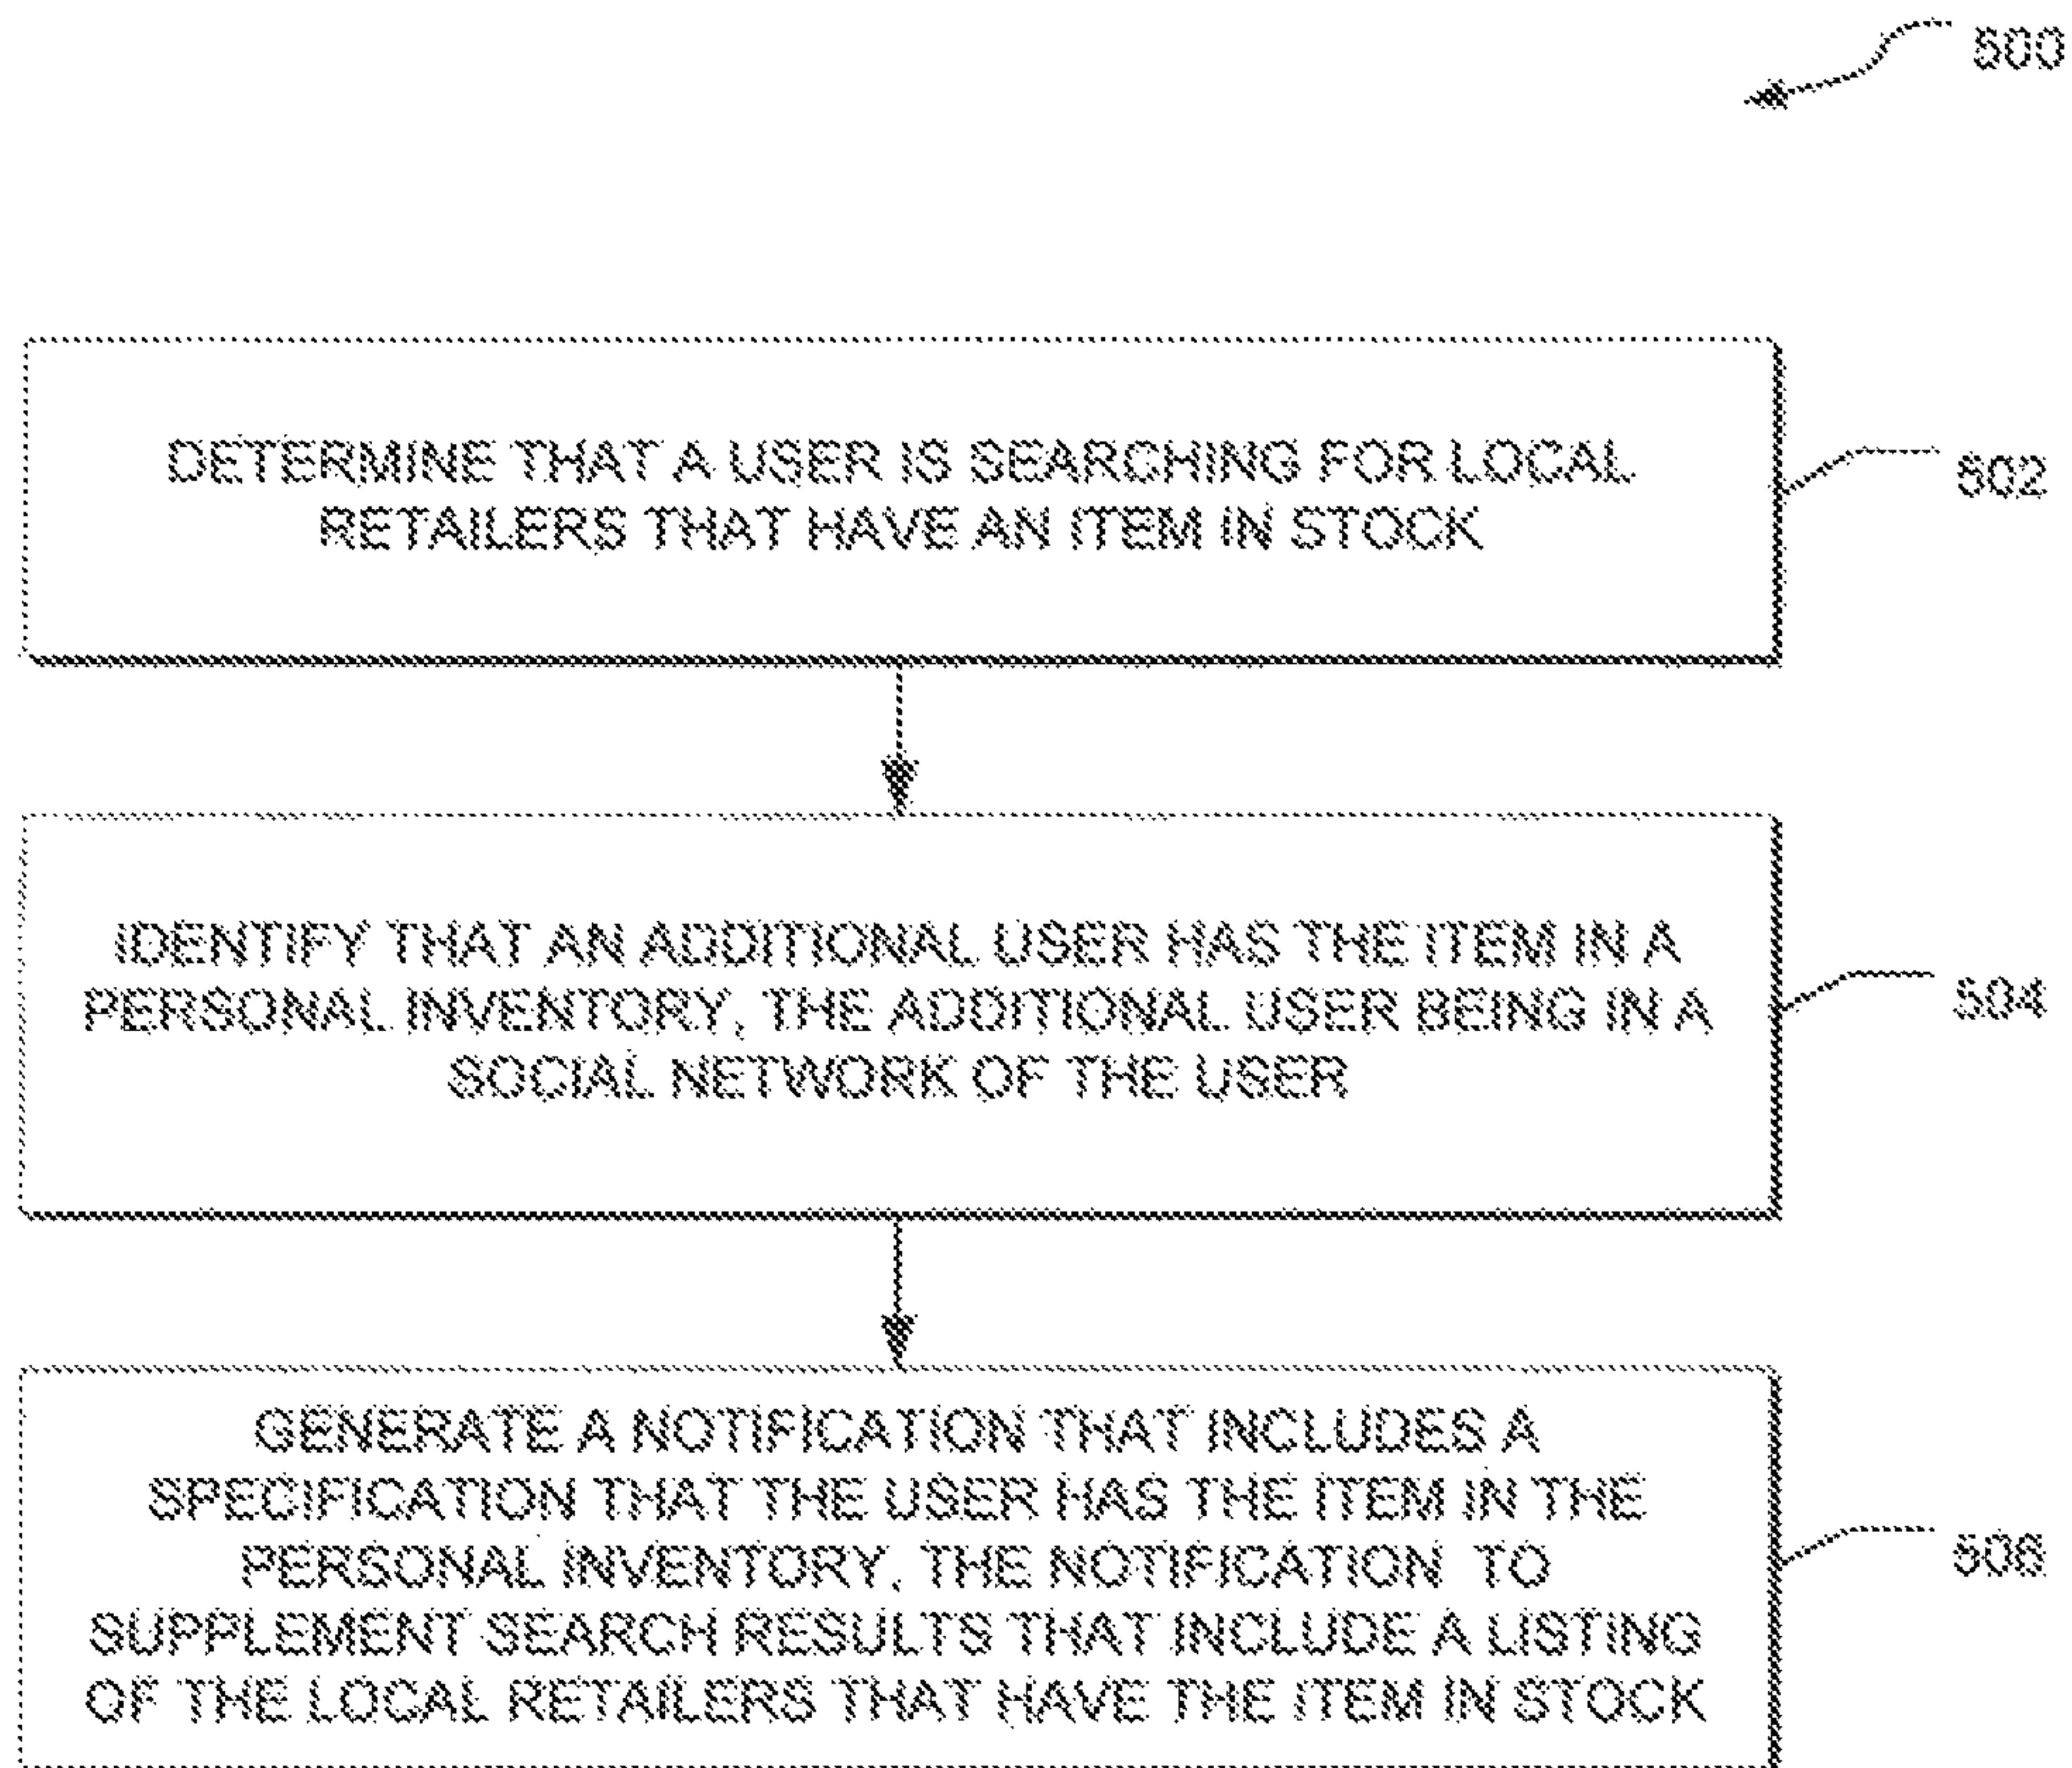 500
DETERMINE THAT A USER IS SEARCHING FOR LOCAL
RETAILERS THAT HAVE AN ITEM IN STOCK
502
IDENTIFY THAT AN ADDITIONAL USER HAS THE ITEM IN A
PERSONAL INVENTORY, THE ADDITIONAL USER BEING IN A
SOCIAL NETWORK OF THE USER
504
GENERATE A NOTIFICATION THAT INCLUDES A
SPECIFICATION THAT THE USER HAS THE ITEM IN THE
PERSONAL INVENTORY, THE NOTIFICATION TO
SUPPLEMENT SEARCH RESULTS THAT INCLUDE A LISTING
OF THE LOCAL RETAILERS THAT HAVE THE ITEM IN STOCK
506